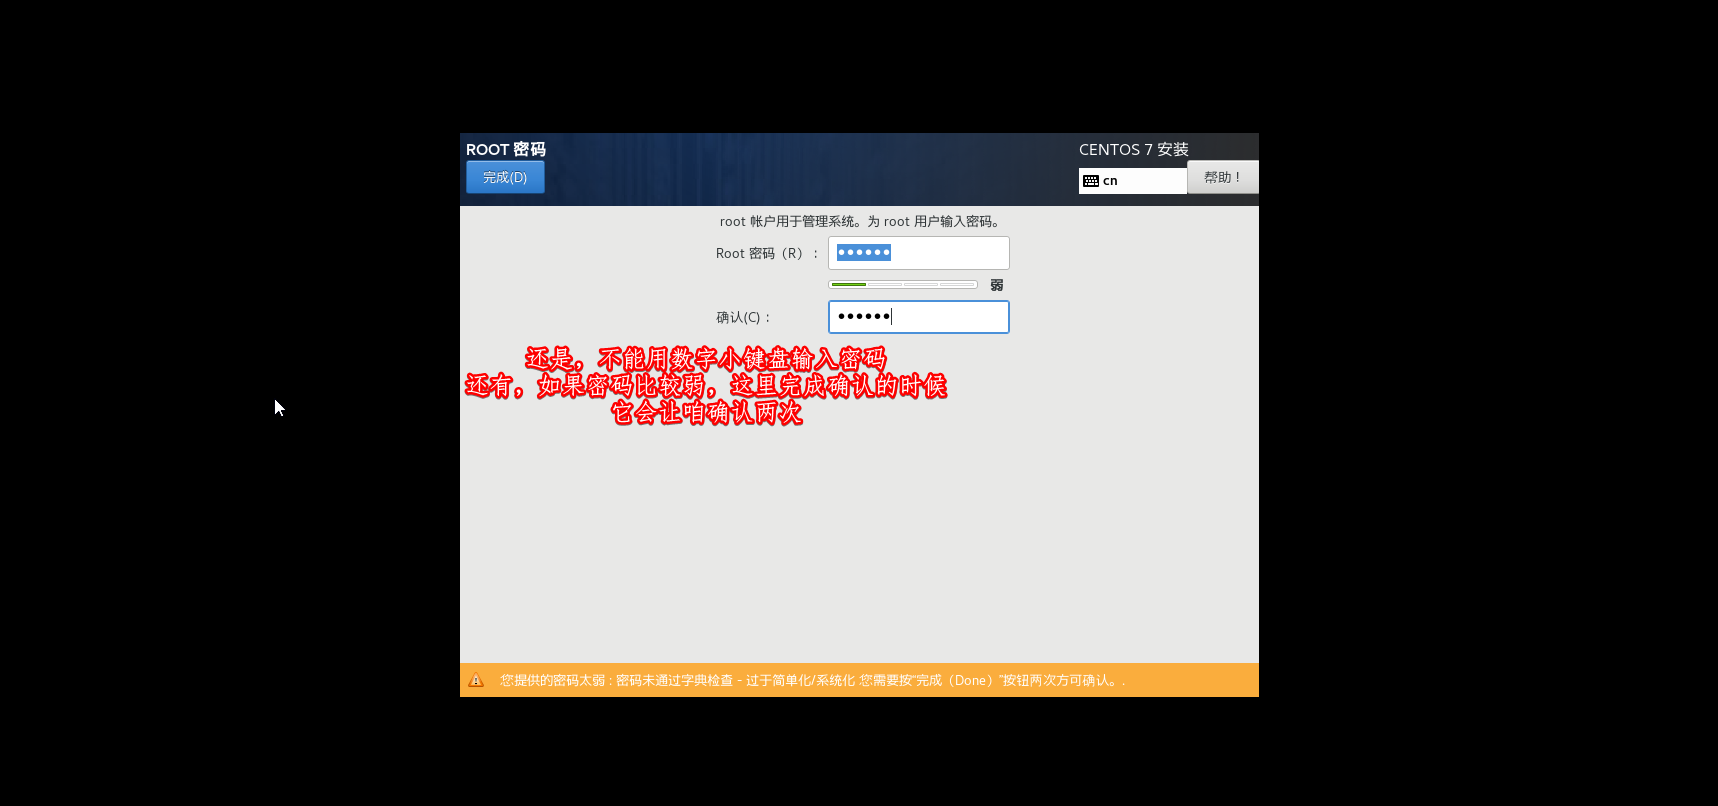 ROOT 密码
CENTOS 7 安装
完成(D)
cn
帮助！
root 帐户用于管理系统。为 root 用户输入密码。
Root 密码（R）：
••••••
弱
确认(C)：
••••••
还是，不能用数字小键盘输入密码
还有，如果密码比较弱，这里完成确认的时候
它会让咱确认两次
您提供的密码太弱 : 密码未通过字典检查 - 过于简单化/系统化 您需要按“完成（Done）”按钮两次方可确认。.